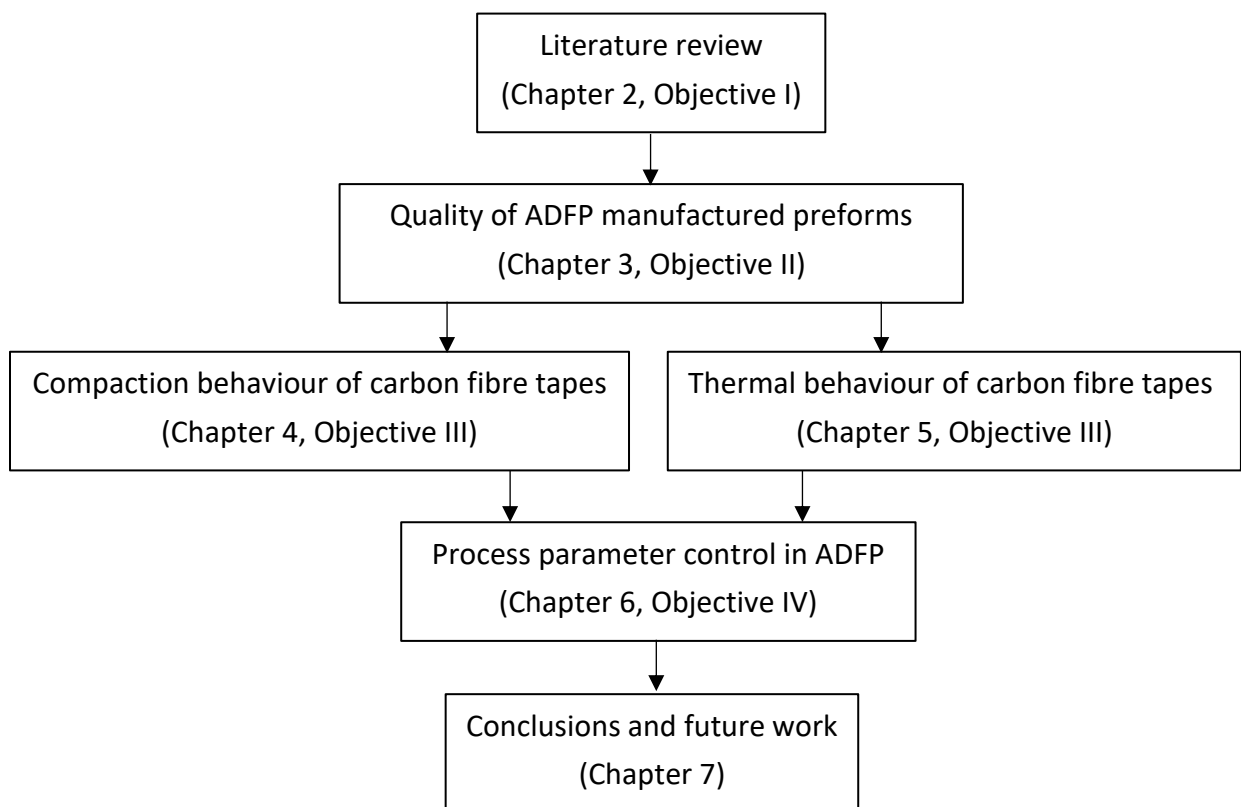 Literature review
(Chapter 2, Objective I)
Quality of ADFP manufactured preforms
(Chapter 3, Objective II)
Compaction behaviour of carbon fibre tapes
(Chapter 4, Objective III)
Thermal behaviour of carbon fibre tapes
(Chapter 5, Objective III)
Process parameter control in ADFP
(Chapter 6, Objective IV)
Conclusions and future work
(Chapter 7)